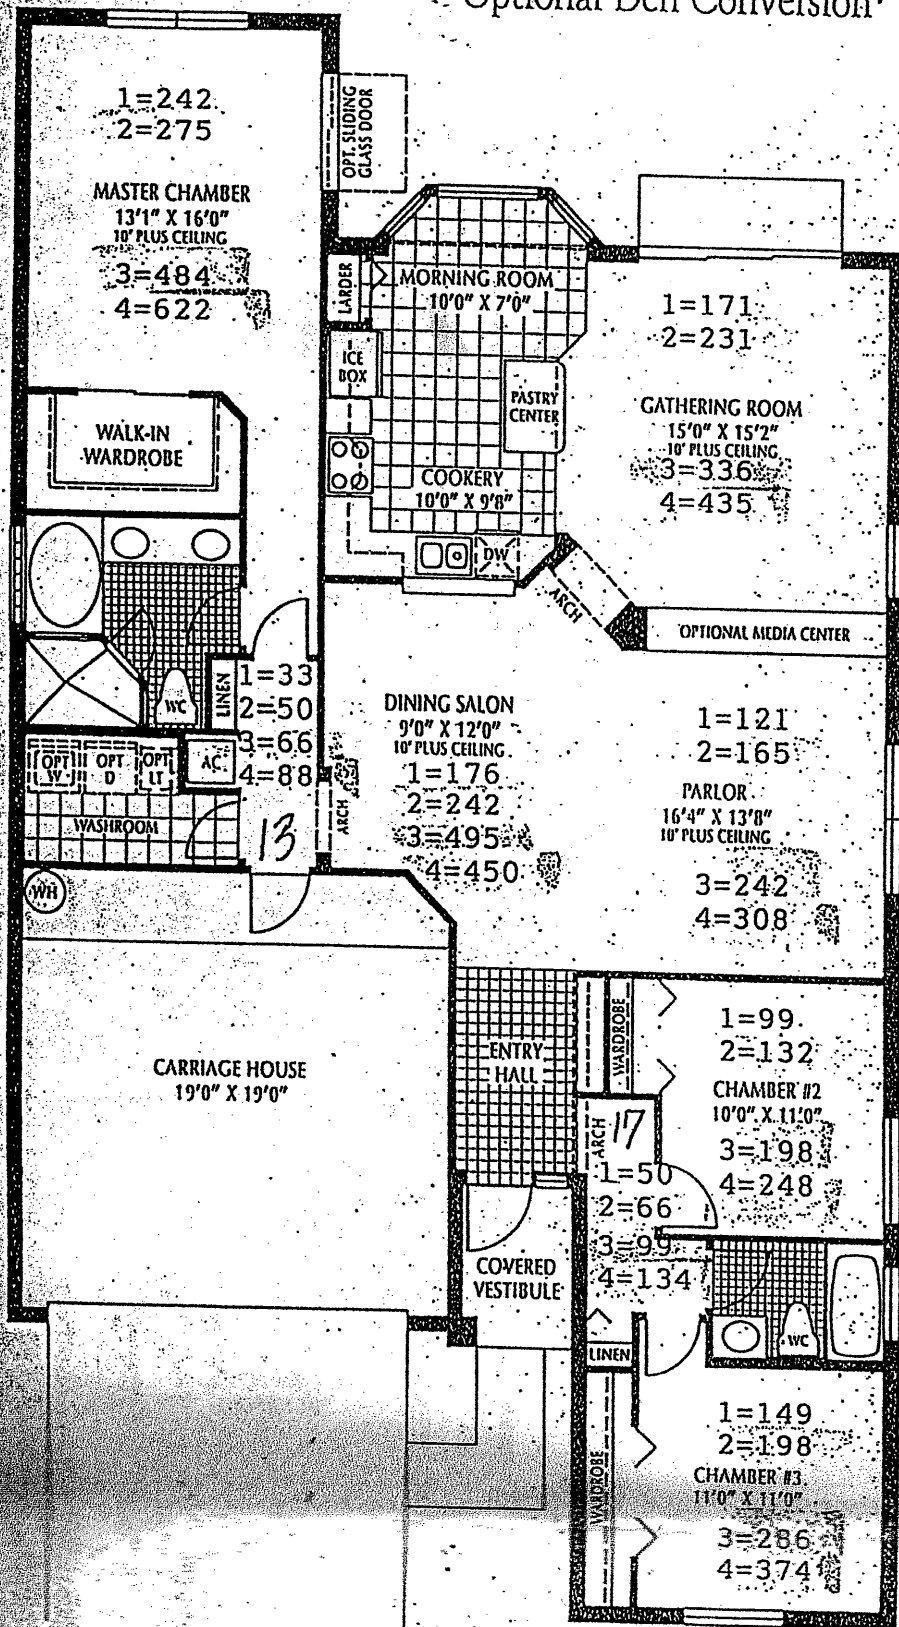 Optional Den Conversion
1=242
2=275
MASTER CHAMBER
13'1" X 16'0"
10' PLUS CEILING
3=484
4=622
OPT. SLIDING
GLASS DOOR
LARDER
MORNING ROOM
10'0" X 7'0"
ICE
BOX
PASTRY
CENTER
COOKERY
10'0" X 9'8"
DW
1=171
2=231
GATHERING ROOM
15'0" X 15'2"
10' PLUS CEILING
3=336
4=435
WALK-IN
WARDROBE
ARCH
OPTIONAL MEDIA CENTER
WC
LINEN
1=33
2=50
3=66
4=88
OPT
W
OPT
D
OPT
LT
AC
WASHROOM
13
ARCH
WH
DINING SALON
9'0" X 12'0"
10' PLUS CEILING
1=176
2=242
3=495
4=450
1=121
2=165
PARLOR
16'4" X 13'8"
10' PLUS CEILING
3=242
4=308
CARRIAGE HOUSE
19'0" X 19'0"
ENTRY
HALL
WARDROBE
1=99
2=132
CHAMBER #2
10'0" X 11'0"
3=198
4=248
ARCH
17
1=50
2=66
3=99
4=134
COVERED
VESTIBULE
WC
LINEN
WARDROBE
1=149
2=198
CHAMBER #3
11'0" X 11'0"
3=286
4=374